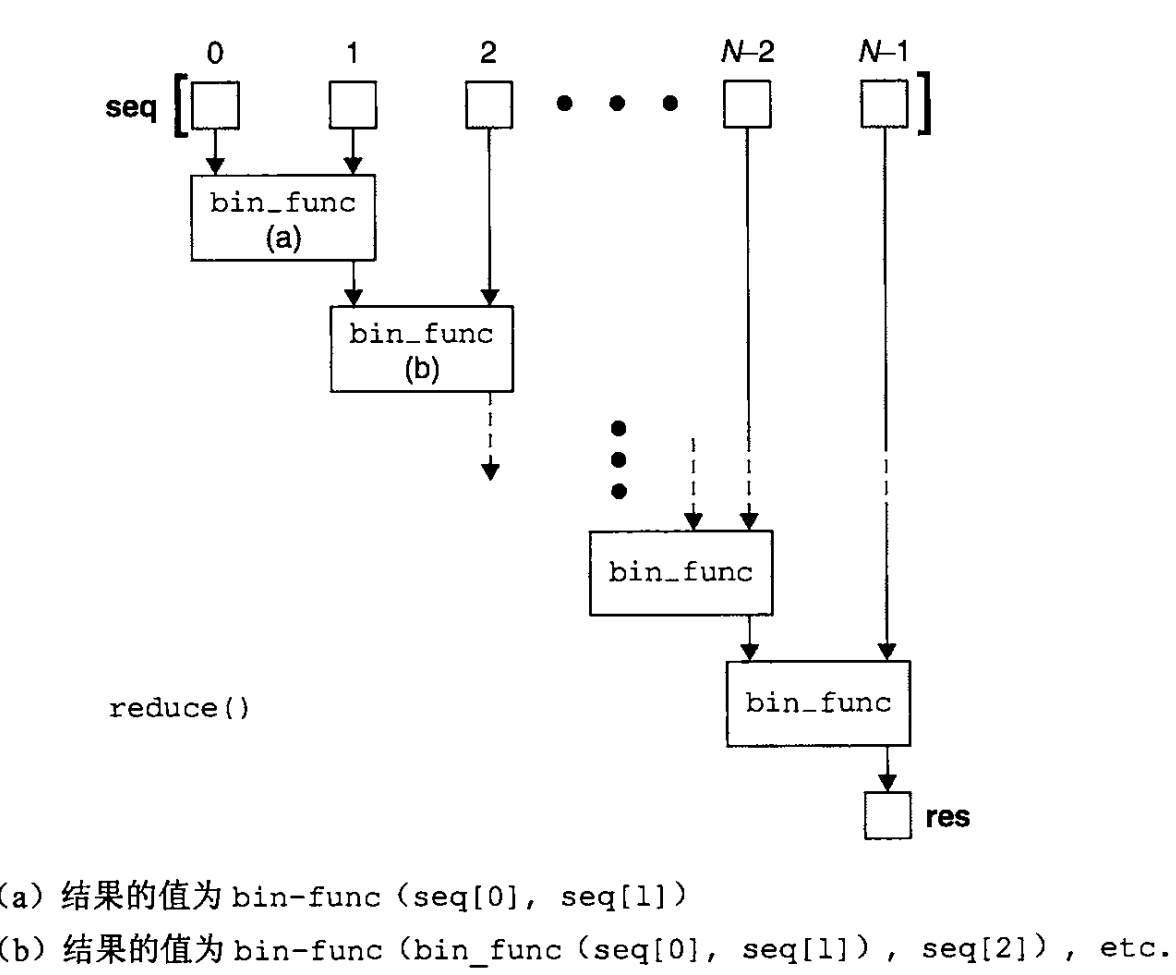 0 1 2 N–2 N–1
seq [ ]
bin_func
(a)
bin_func
(b)
bin_func
reduce() bin_func
res
(a) 结果的值为 bin-func (seq[0], seq[1])
(b) 结果的值为 bin-func (bin_func (seq[0], seq[1]), seq[2]), etc.